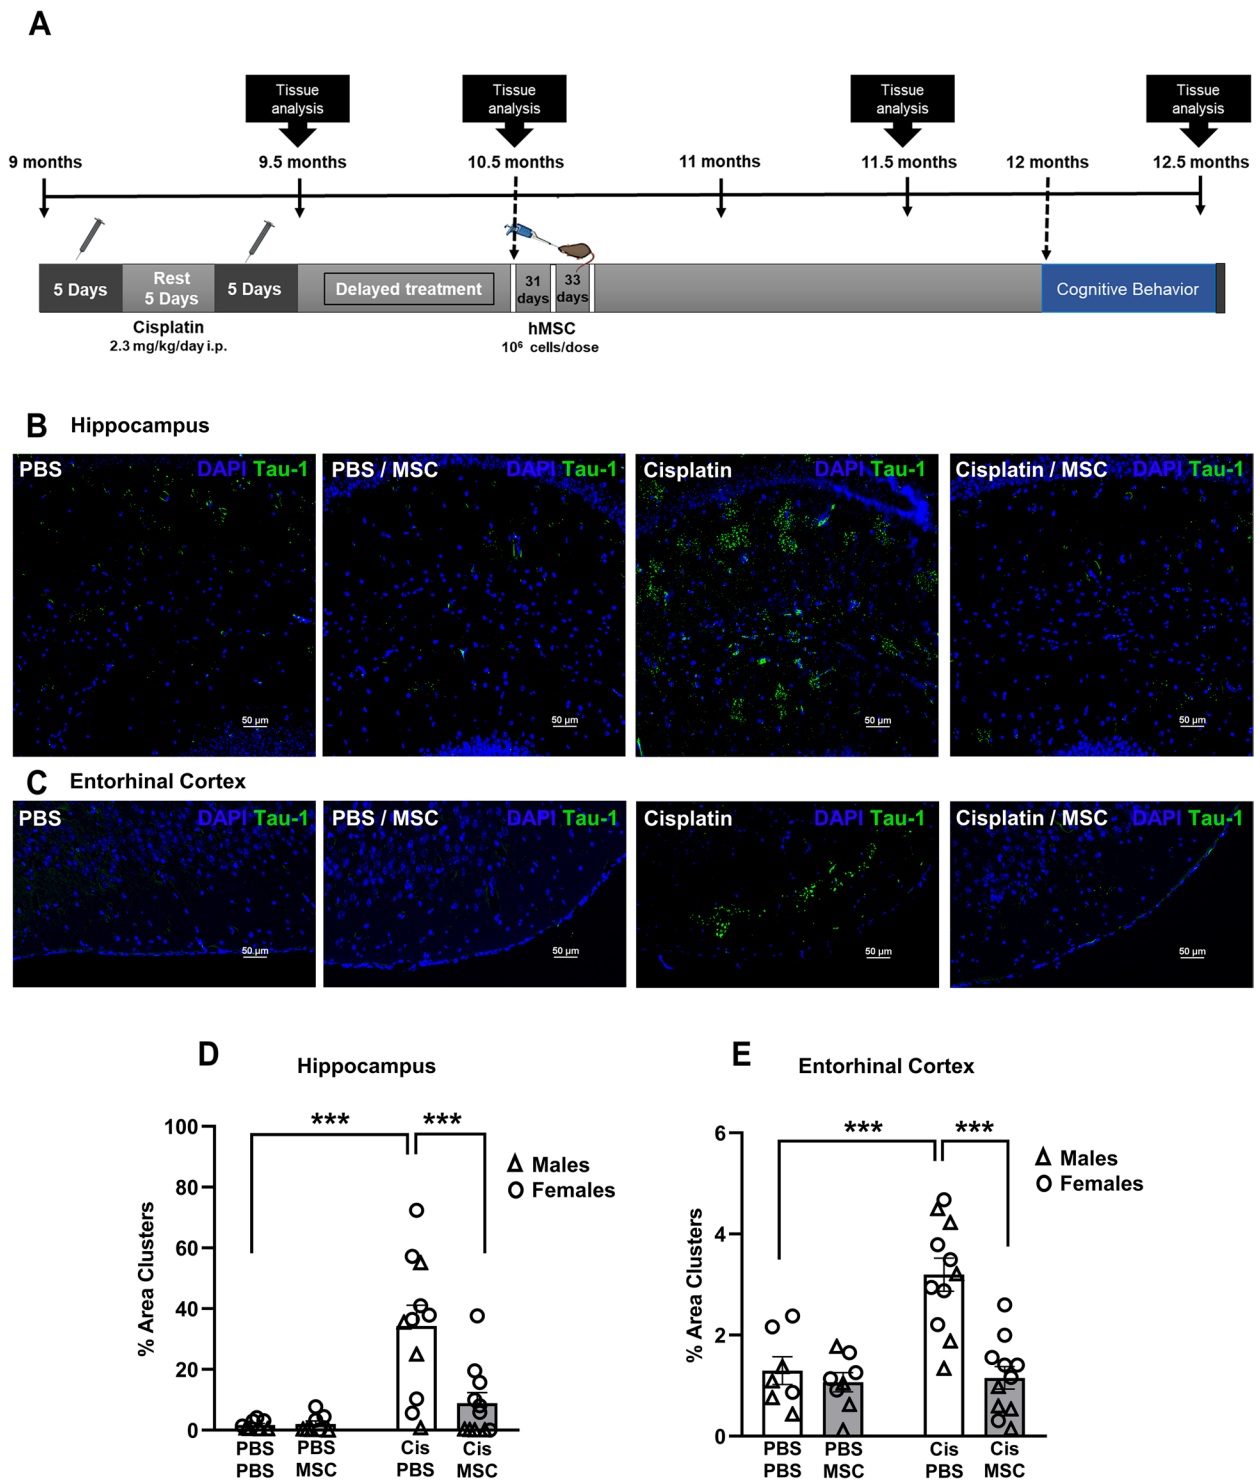 A
Tissue analysis
Tissue analysis
Tissue analysis
Tissue analysis
9 months
9.5 months
10.5 months
11 months
11.5 months
12 months
12.5 months
5 Days
Rest
5 Days
5 Days
Delayed treatment
31 days
33 days
Cognitive Behavior
Cisplatin
2.3 mg/kg/day i.p.
hMSC
10⁶ cells/dose
B Hippocampus
PBS DAPI Tau-1
PBS / MSC DAPI Tau-1
Cisplatin DAPI Tau-1
Cisplatin / MSC DAPI Tau-1
50 µm
50 µm
50 µm
50 µm
C Entorhinal Cortex
PBS DAPI Tau-1
PBS / MSC DAPI Tau-1
Cisplatin DAPI Tau-1
Cisplatin / MSC DAPI Tau-1
50 µm
50 µm
50 µm
50 µm
D
Hippocampus
% Area Clusters
100
80
60
40
20
0
***
***
Males
Females
PBS PBS
PBS MSC
Cis PBS
Cis MSC
E
Entorhinal Cortex
% Area Clusters
6
4
2
0
***
***
Males
Females
PBS PBS
PBS MSC
Cis PBS
Cis MSC